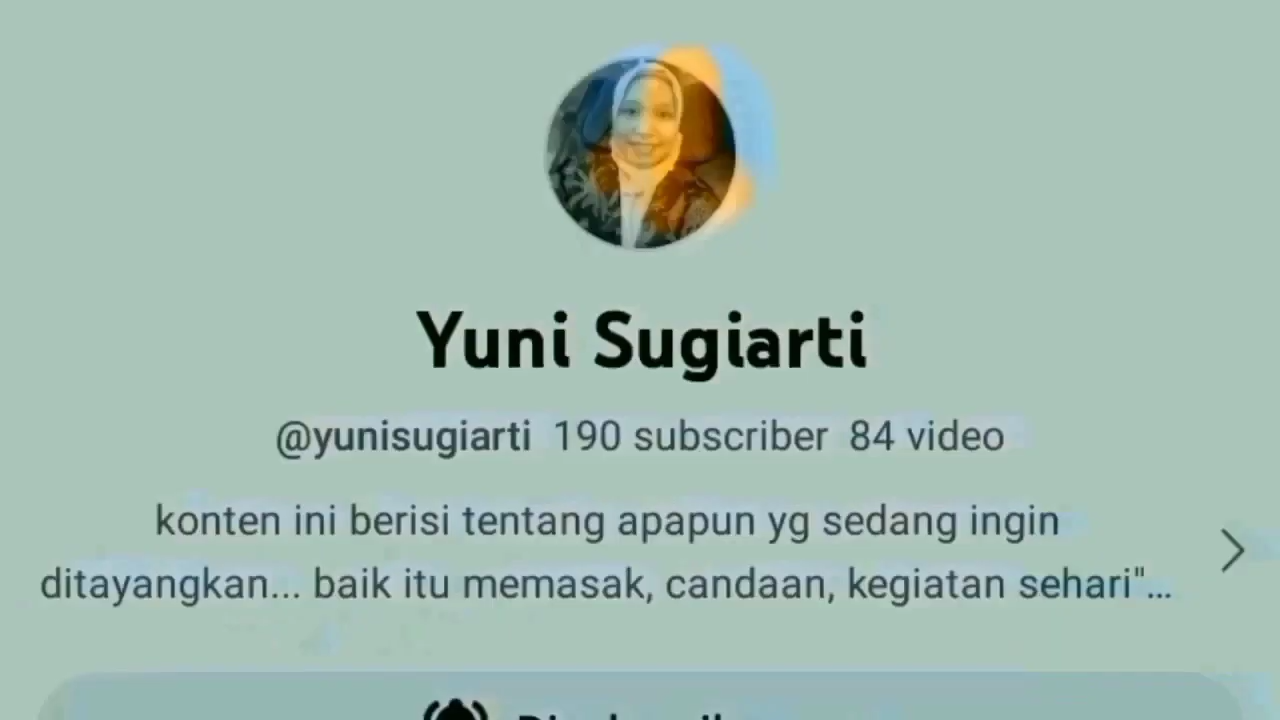 Yuni Sugiarti
@yunisugiarti 190 subscriber 84 video
konten ini berisi tentang apapun yg sedang ingin
ditayangkan... baik itu memasak, candaan, kegiatan sehari"...